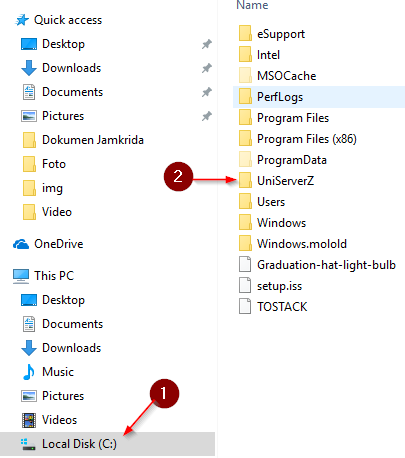 Quick access
Desktop
Downloads
Documents
Pictures
Dokumen Jamkrida
Foto
img
Video
OneDrive
This PC
Desktop
Documents
Downloads
Music
Pictures
Videos
Local Disk (C:)
1
Name
eSupport
Intel
MSOCache
PerfLogs
Program Files
Program Files (x86)
ProgramData
2
UniServerZ
Users
Windows
Windows.molold
Graduation-hat-light-bulb
setup.iss
TOSTACK